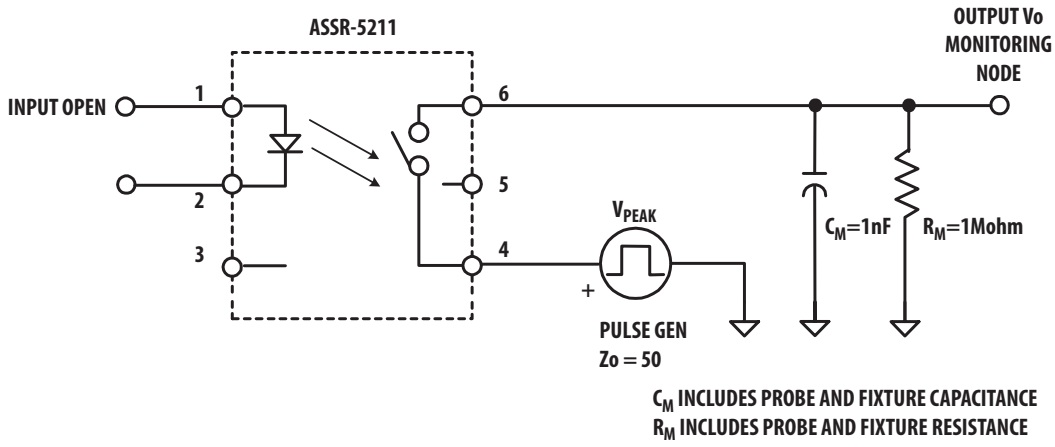 ASSR-5211
OUTPUT Vo
MONITORING
NODE
INPUT OPEN
1
6
2
5
3
4
VPEAK
+
PULSE GEN
Zo = 50
CM=1nF
RM=1Mohm
CM INCLUDES PROBE AND FIXTURE CAPACITANCE
RM INCLUDES PROBE AND FIXTURE RESISTANCE